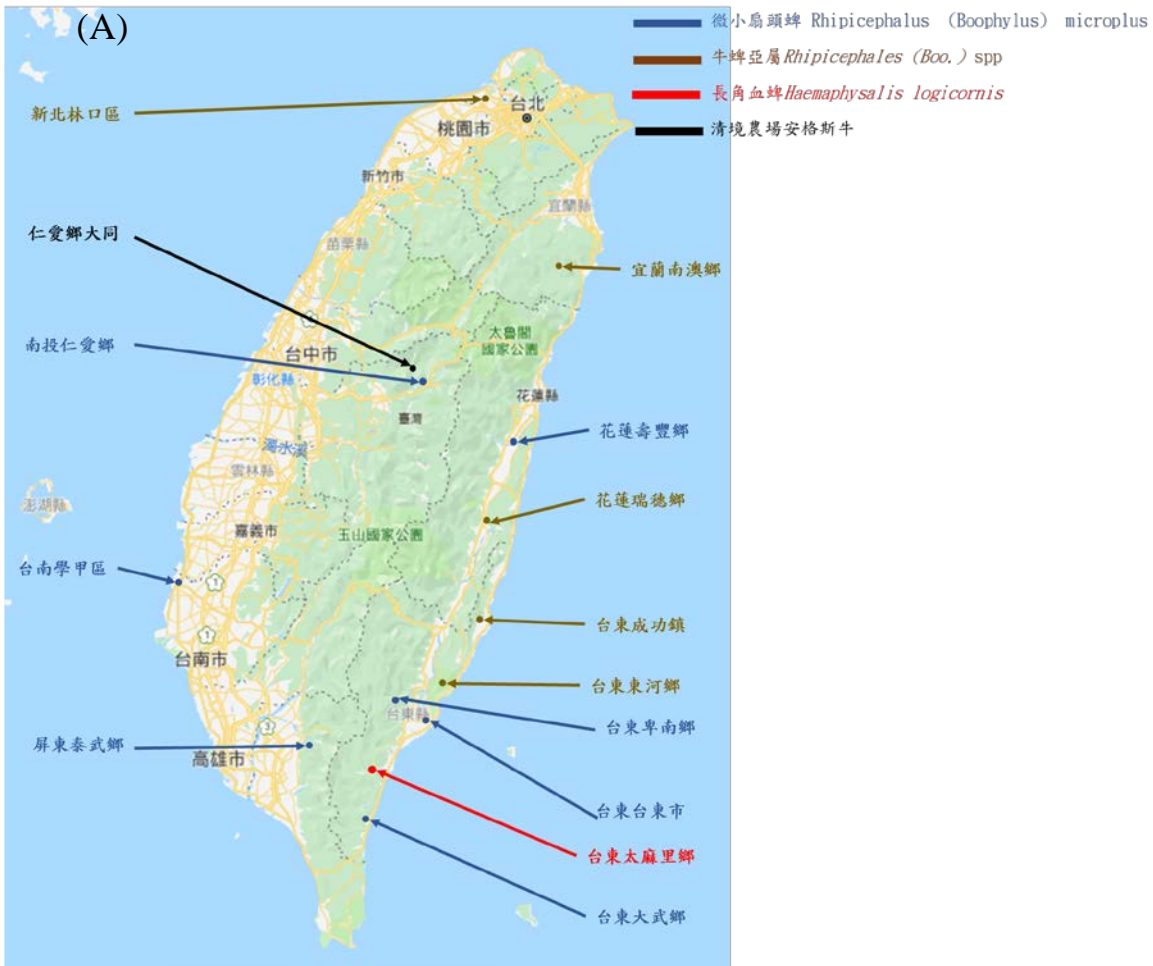 (A)
微小扇頭蜱 Rhipicephalus （Boophylus） microplus
牛蜱亞屬Rhipicephales (Boo.) spp
長角血蜱Haemaphysalis logicornis
清境農場安格斯牛
新北林口區
台北
桃園市
新竹市
宜蘭縣
仁愛鄉大同
苗栗縣
宜蘭南澳鄉
太魯閣
國家公園
南投仁愛鄉
台中市
彰化縣
花蓮縣
臺灣
花蓮壽豐鄉
濁水溪
雲林縣
澎湖縣
花蓮瑞穗鄉
嘉義市
玉山國家公園
台南學甲區
1
台東成功鎮
1
台南市
台東東河鄉
台東縣
台東卑南鄉
3
屏東泰武鄉
高雄市
台東台東市
台東太麻里鄉
台東大武鄉